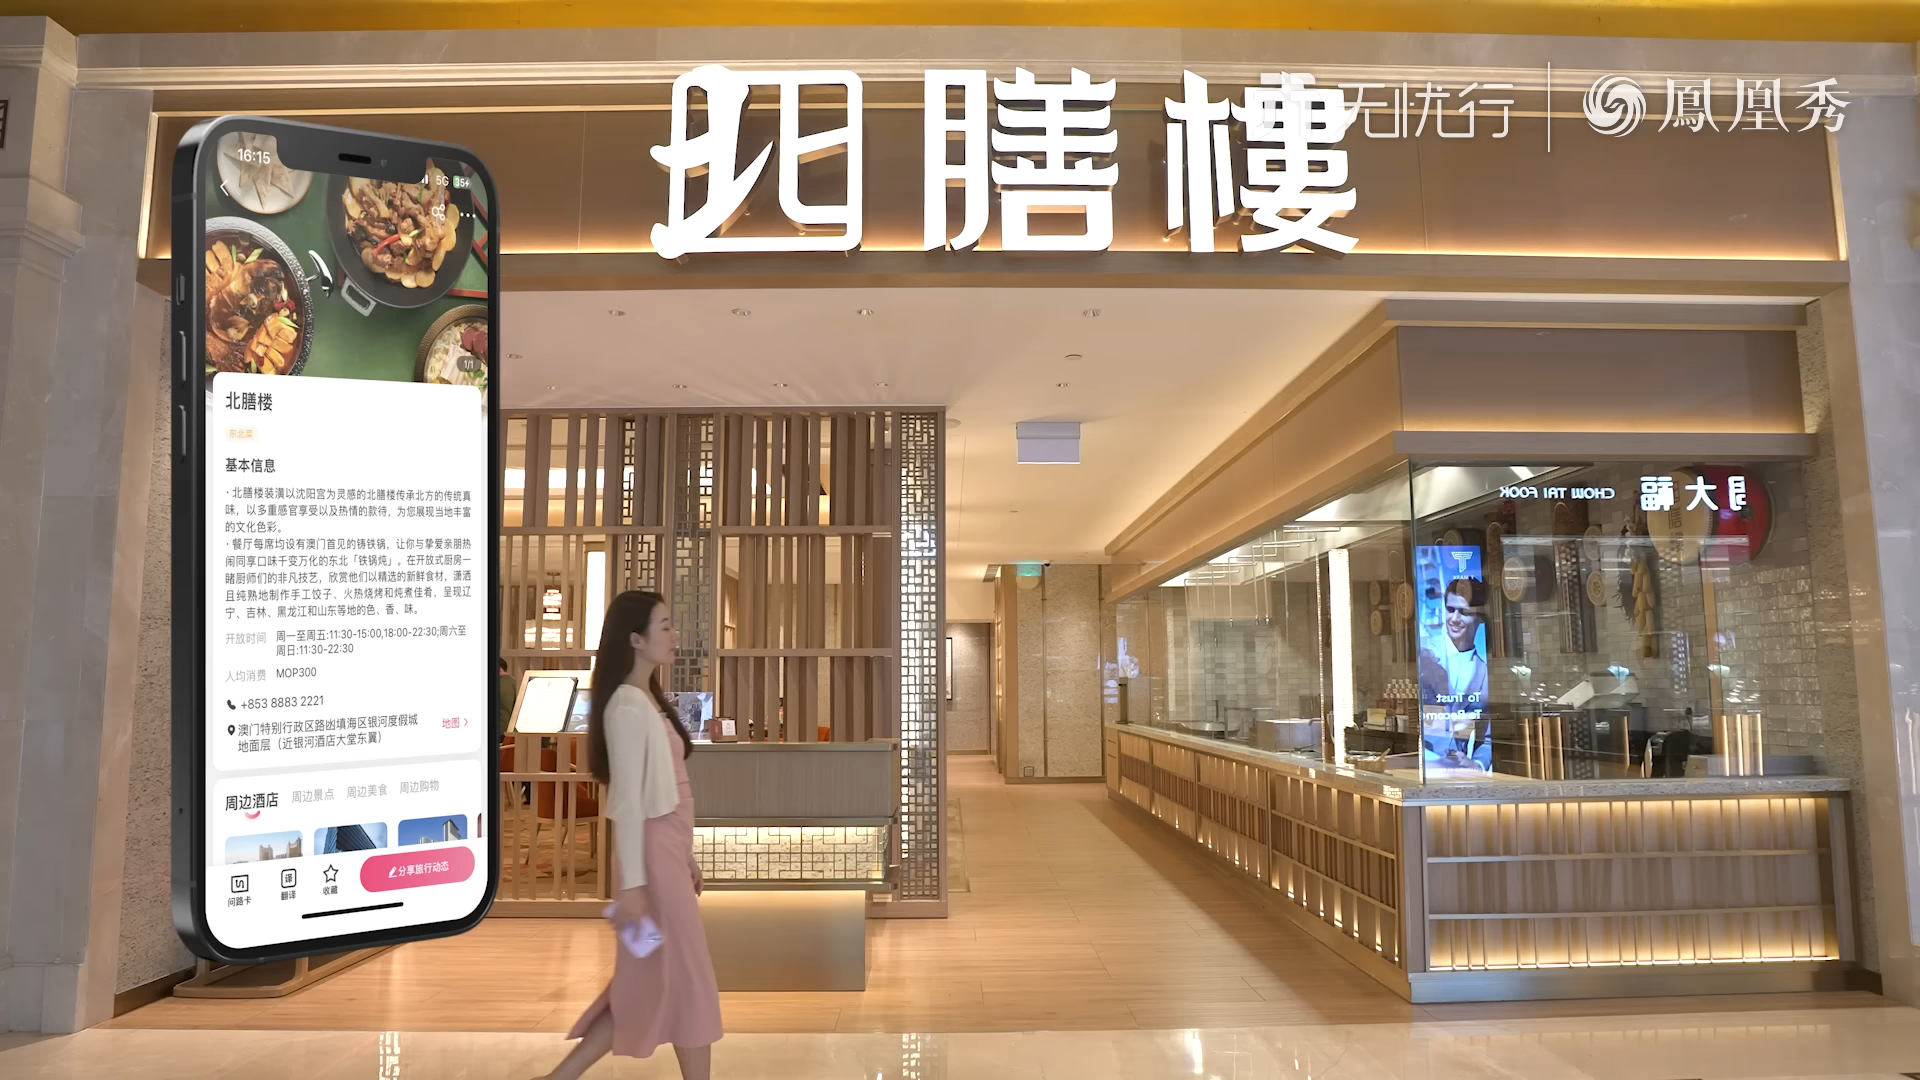 膳樓
无忧行
鳳凰秀
16:15
5G 35
1/1
北膳楼
东北菜
基本信息
·北膳楼装潢以沈阳宫为灵感的北膳楼传承北方的传统真
味,以多重感官享受以及热情的款待,为您展现当地丰富
的文化色彩。
·餐厅每席均设有澳门首见的铸铁锅,让你与挚爱亲朋热
闹同享口味千变万化的东北「铁锅炖」。在开放式厨房一
睹厨师们的非凡技艺,欣赏他们以精选的新鲜食材,潇洒
且纯熟地制作手工饺子、火热烧烤和炖煮佳肴,呈现辽
宁、吉林、黑龙江和山东等地的色、香、味。
开放时间 周一至周五:11:30-15:00,18:00-22:30;周六至
周日:11:30-22:30
人均消费 MOP300
+853 8883 2221
澳门特别行政区路氹填海区银河度假城
地面层(近银河酒店大堂东翼)
地图
周边酒店 周边景点 周边美食 周边购物
问路卡
译
翻译
收藏
分享旅行动态
CHOW TAI FOOK
大福
To Trust
To Become